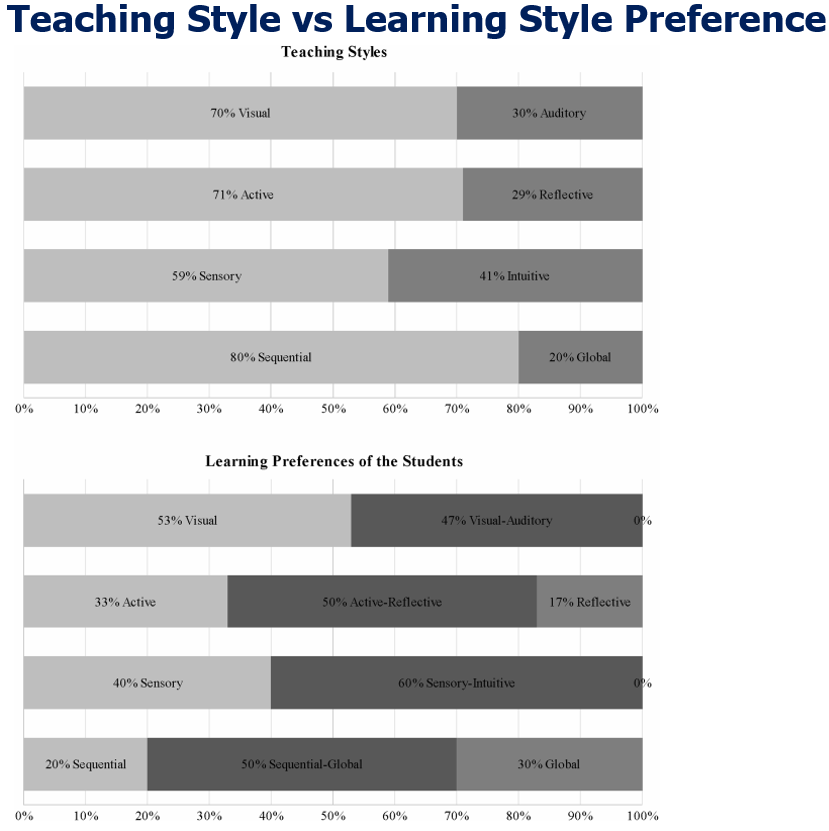 Teaching Style vs Learning Style Preference
Teaching Styles
70% Visual 30% Auditory
71% Active 29% Reflective
59% Sensory 41% Intuitive
80% Sequential 20% Global
0% 10% 20% 30% 40% 50% 60% 70% 80% 90% 100%
Learning Preferences of the Students
53% Visual 47% Visual-Auditory 0%
33% Active 50% Active-Reflective 17% Reflective
40% Sensory 60% Sensory-Intuitive 0%
20% Sequential 50% Sequential-Global 30% Global
0% 10% 20% 30% 40% 50% 60% 70% 80% 90% 100%